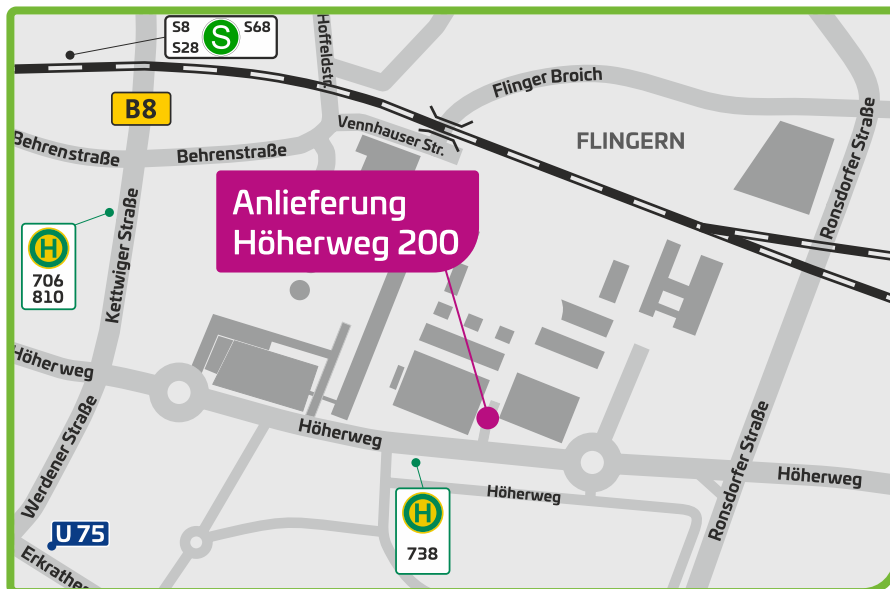 S8
S28
S
S68
B8
Hoffeldstr.
Flinger Broich
FLINGERN
Vennhauser Str.
Behrenstraße
Behrenstraße
Ronsdorfer Straße
Kettwiger Straße
H
706
810
Anlieferung
Höherweg 200
Höherweg
Werdener Straße
Höherweg
Höherweg
Höherweg
Ronsdorfer Straße
H
738
U 75
Erkrather